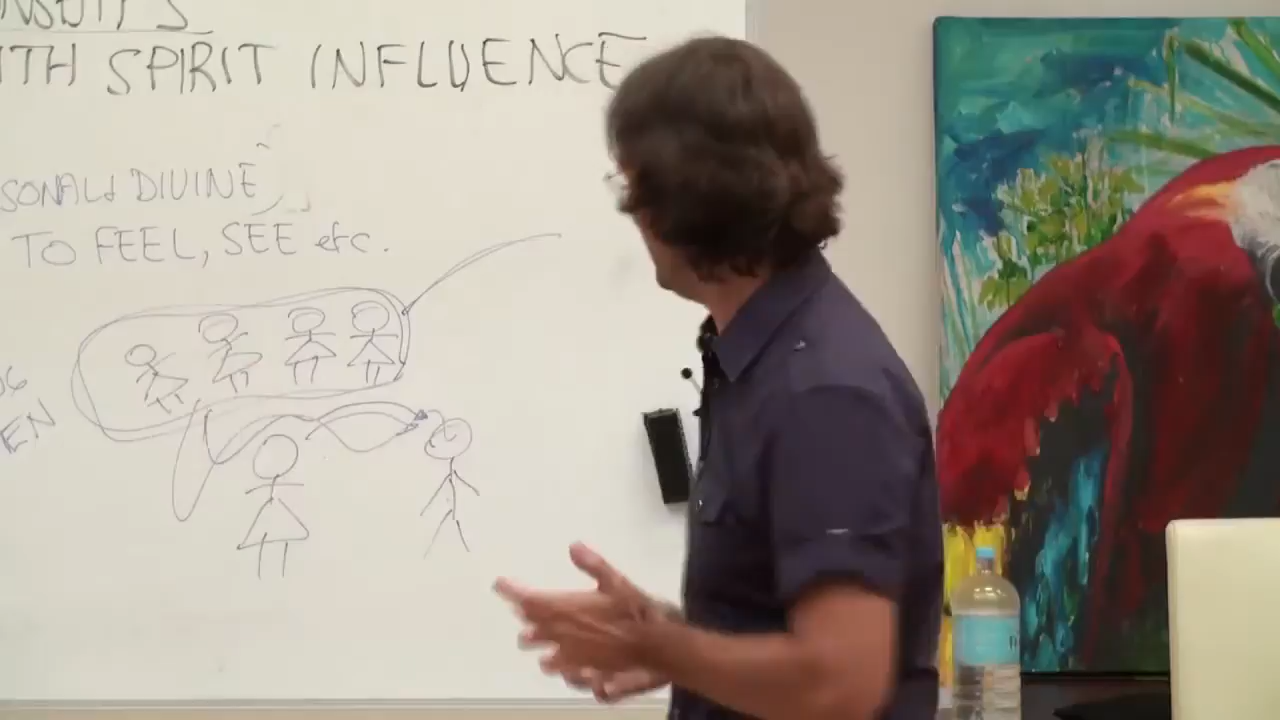 ITH SPIRIT INFLUENCE
SONAL & DIVINE
TO FEEL, SEE etc.
EN